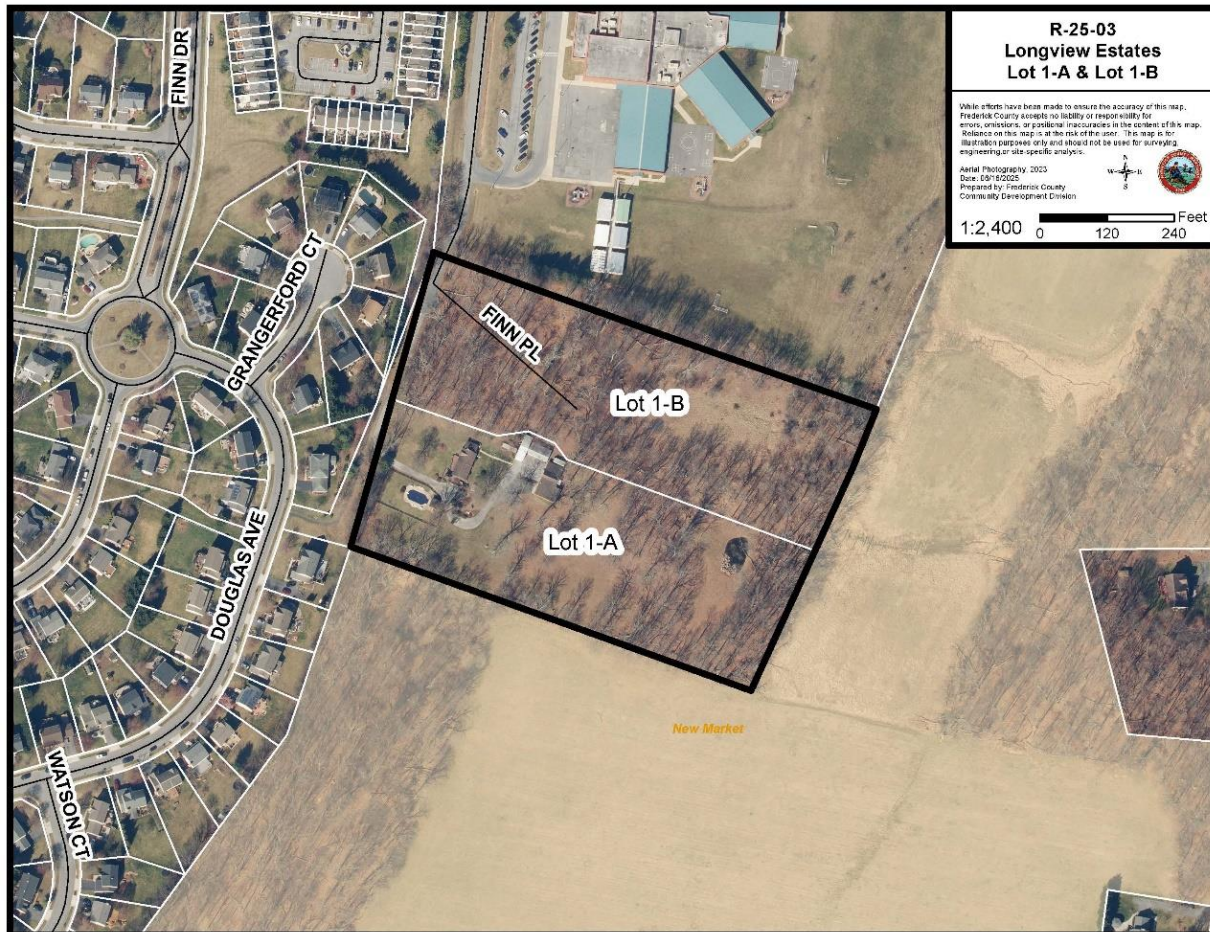 R-25-03
Longview Estates
Lot 1-A & Lot 1-B
While efforts have been made to ensure the accuracy of this map,
Frederick County accepts no liability or responsibility for
errors, omissions, or positional inaccuracies in the content of this map.
Reliance on this map is at the risk of the user. This map is for
illustration purposes only and should not be used for surveying,
engineering,or site-specific analysis.
Aerial Photography, 2023
Date: 06/16/2025
Prepared by: Frederick County
Community Development Division
N
W
E
S
1:2,400
Feet
0 120 240
FINN DR
GRANGERFORD CT
FINN PL
Lot 1-B
Lot 1-A
DOUGLAS AVE
New Market
WATSON CT